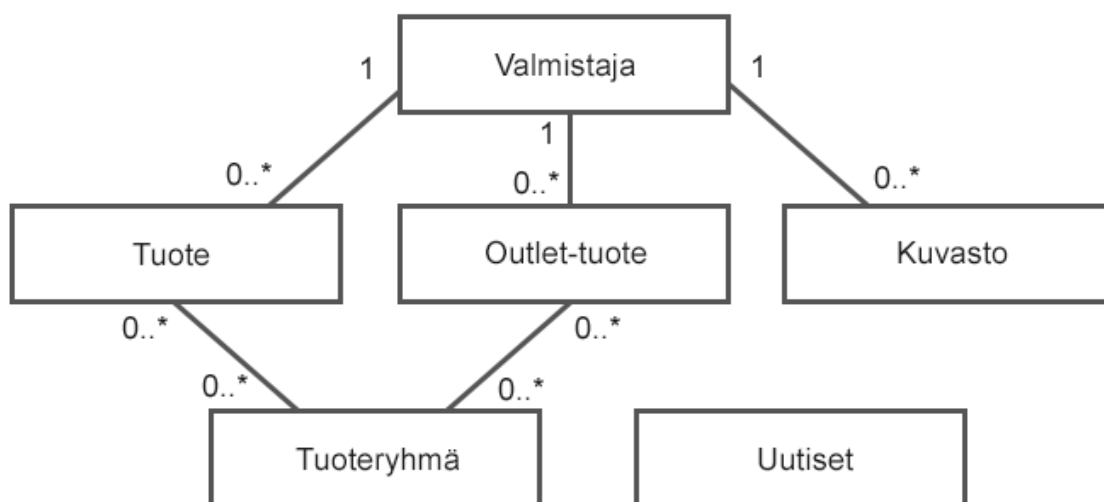 Valmistaja
1
1
1
0..*
0..*
0..*
Tuote
Outlet-tuote
Kuvasto
0..*
0..*
0..*
0..*
Tuoteryhmä
Uutiset